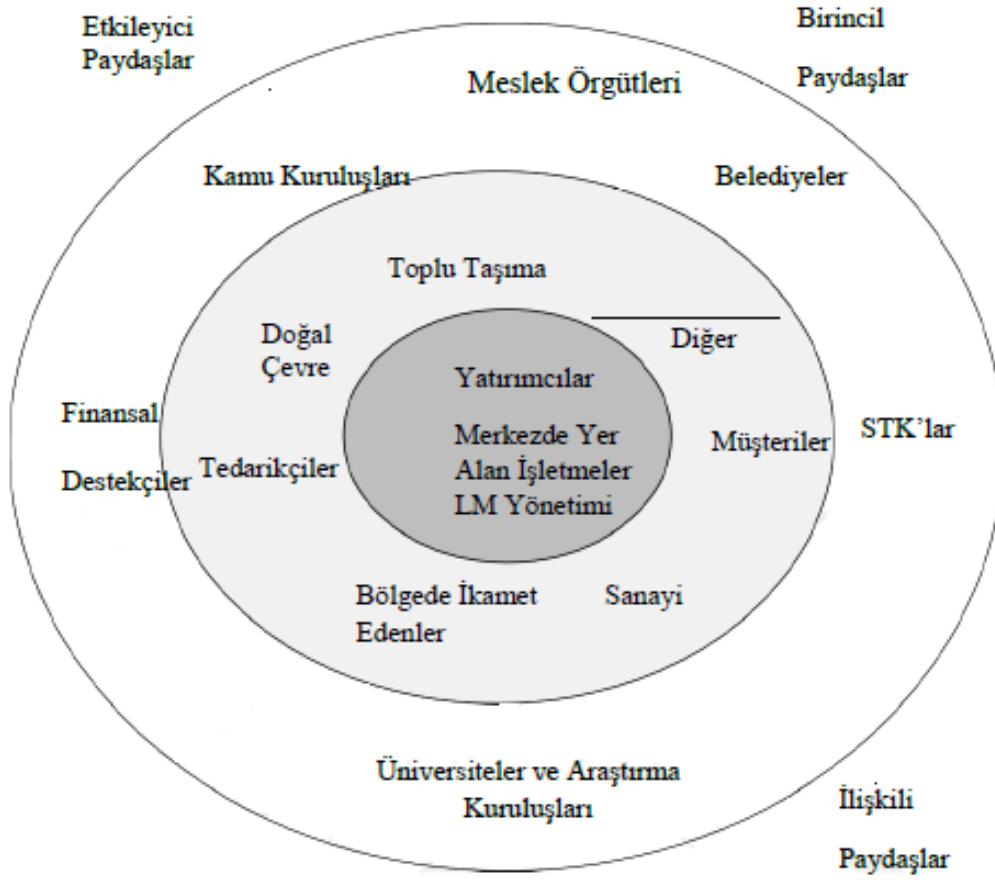 Etkileyici
Paydaşlar
Birincil
Paydaşlar
Meslek Örgütleri
Kamu Kuruluşları
Belediyeler
Toplu Taşıma
Doğal
Çevre
Diğer
Yatırımcılar
Finansal
Destekçiler
Tedarikçiler
Merkezde Yer
Alan İşletmeler
LM Yönetimi
Müşteriler
STK'lar
Bölgede İkamet
Edenler
Sanayi
Üniversiteler ve Araştırma
Kuruluşları
İlişkili
Paydaşlar